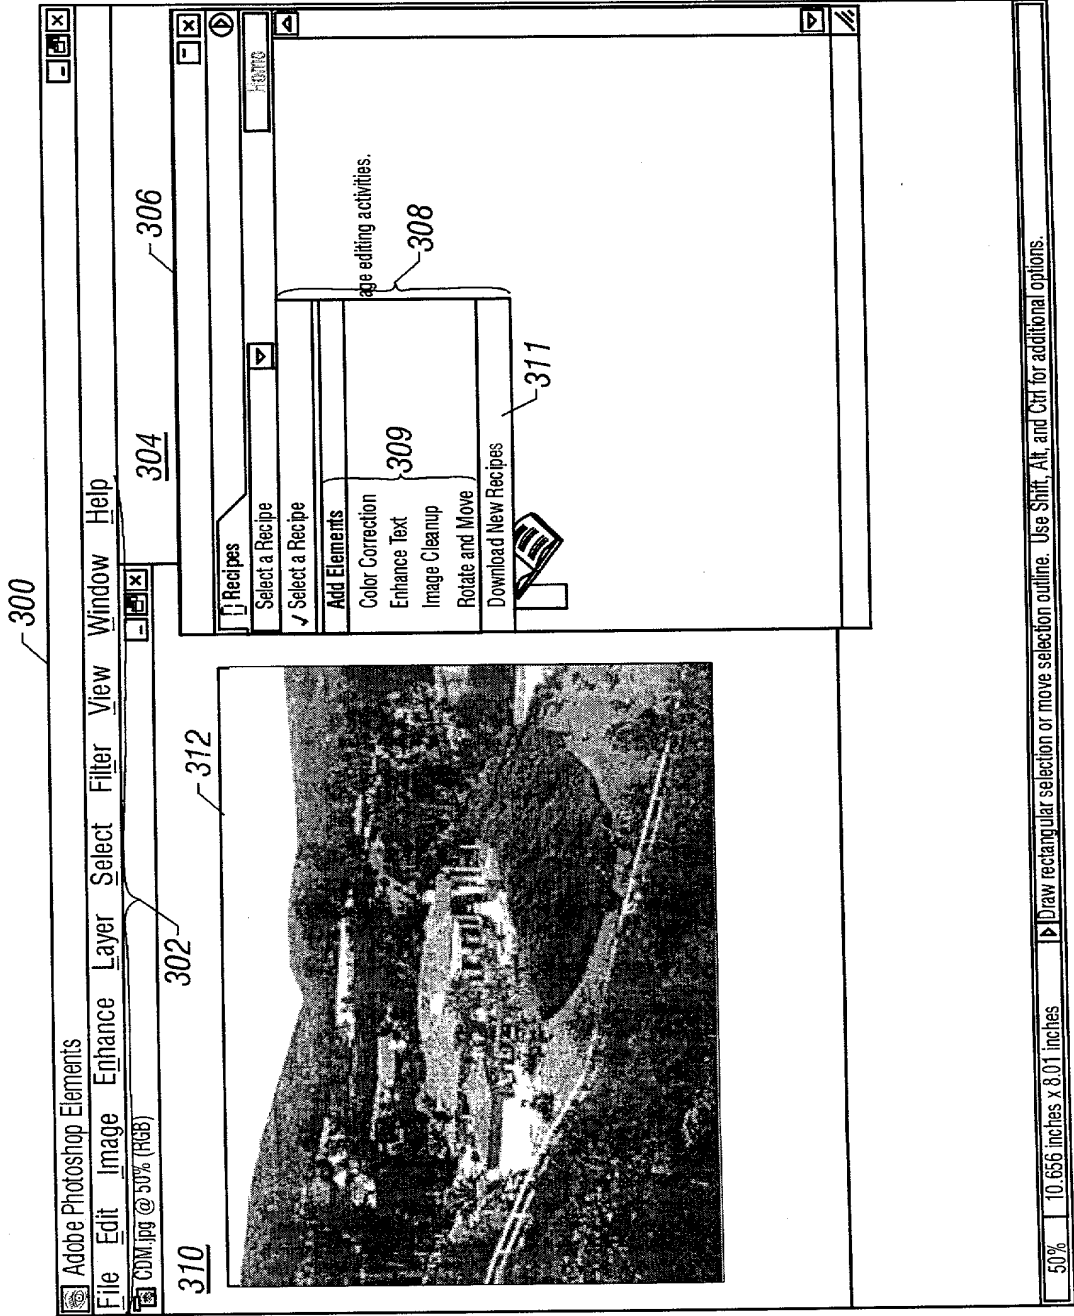 300
Adobe Photoshop Elements
File Edit Image Enhance Layer Select Filter View Window Help
CDM.jpg @ 50% (RGB)
302
304
306
310
312
Recipes
Select a Recipe
Home
✓ Select a Recipe
Add Elements
Color Correction
Enhance Text
Image Cleanup
Rotate and Move
309
Download New Recipes
311
age editing activities.
308
50% 10.656 inches x 8.01 inches Draw rectangular selection or move selection outline. Use Shift, Alt, and Ctrl for additional options.